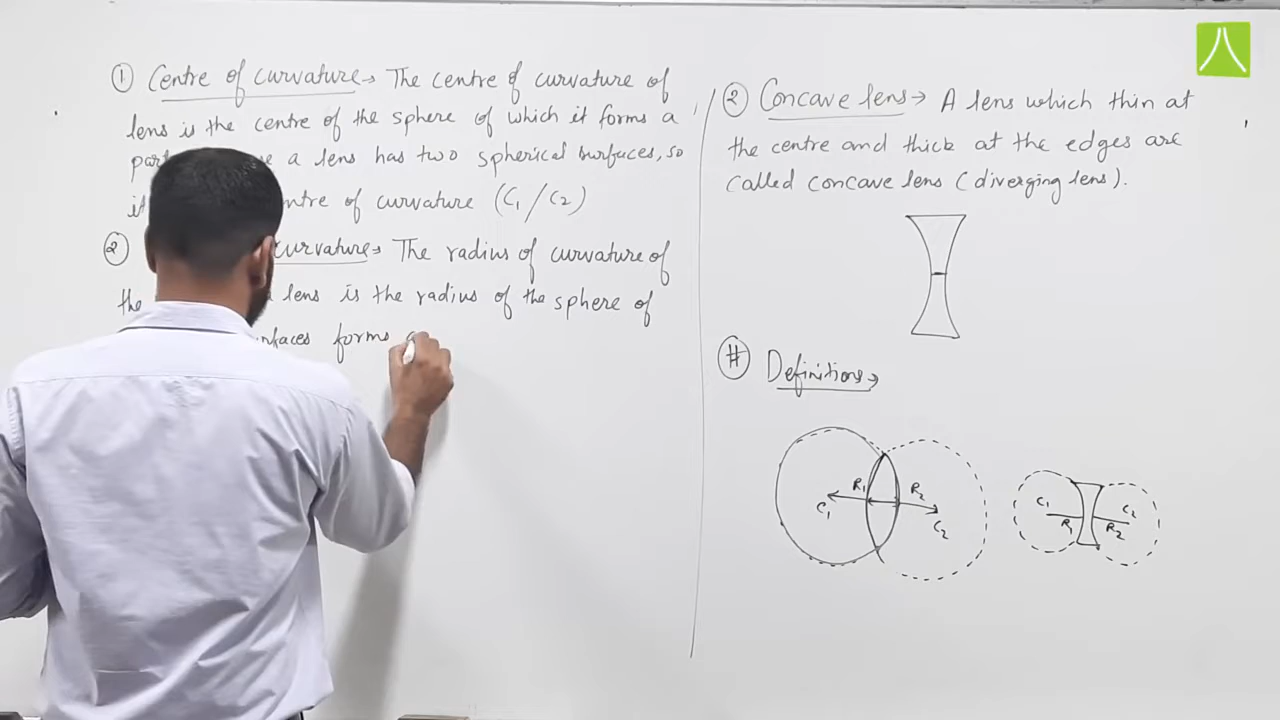 ① Centre of curvature → The centre of curvature of
lens is the centre of the sphere of which it forms a
part a lens has two spherical surfaces, so
it ntre of curvature (C1 / C2)
② curvature → The radius of curvature of
the lens is the radius of the sphere of
rfaces forms
② Concave lens → A lens which thin at
the centre and thick at the edges are
called concave lens (diverging lens).
# Definitions →
R1 R2
C1 C2
C1 C2
R1 R2